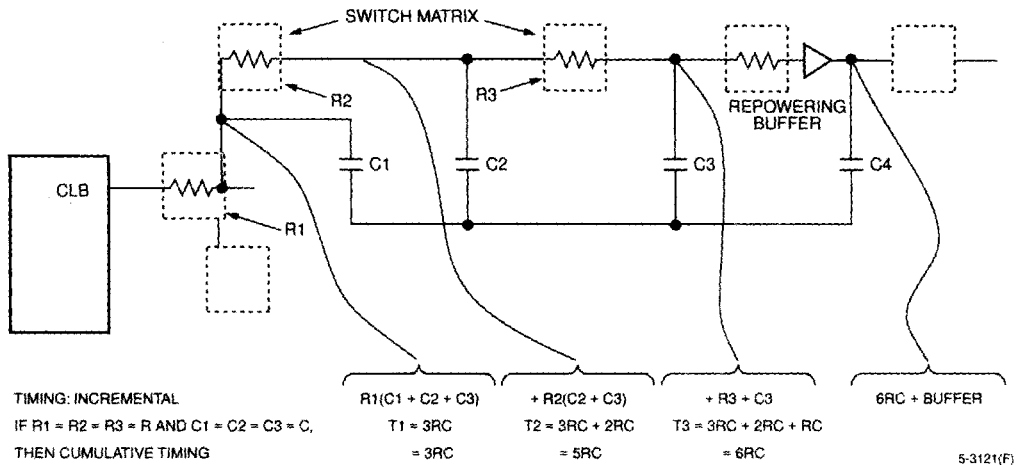 SWITCH MATRIX
R2
R3
REPOWERING
BUFFER
C1
C2
C3
C4
CLB
R1
TIMING: INCREMENTAL
R1(C1 + C2 + C3)
+ R2(C2 + C3)
+ R3 + C3
6RC + BUFFER
IF R1 = R2 = R3 = R AND C1 = C2 = C3 = C,
T1 = 3RC
T2 = 3RC + 2RC
T3 = 3RC + 2RC + RC
THEN CUMULATIVE TIMING
= 3RC
= 5RC
= 6RC
5-3121(F)